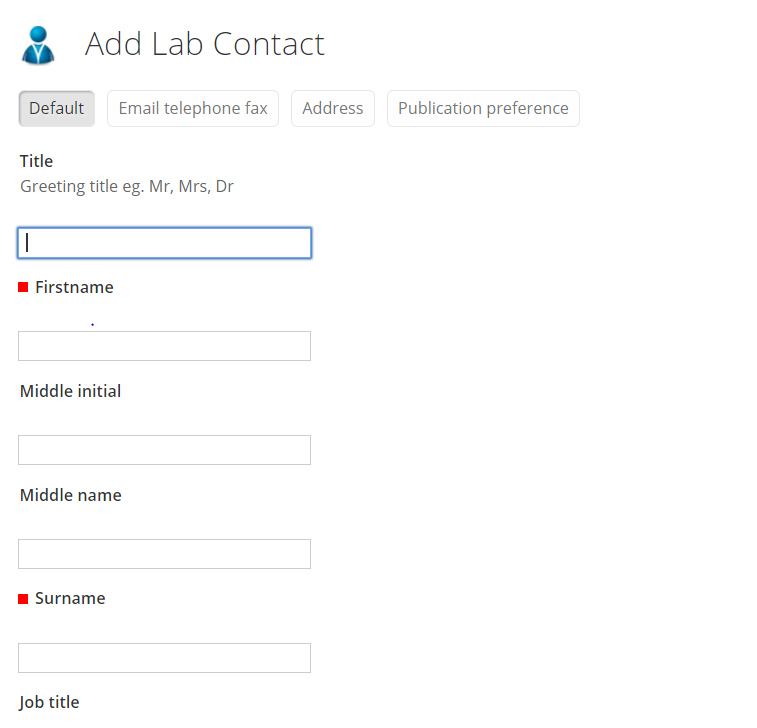 Add Lab Contact
Default Email telephone fax Address Publication preference
Title
Greeting title eg. Mr, Mrs, Dr
Firstname
Middle initial
Middle name
Surname
Job title